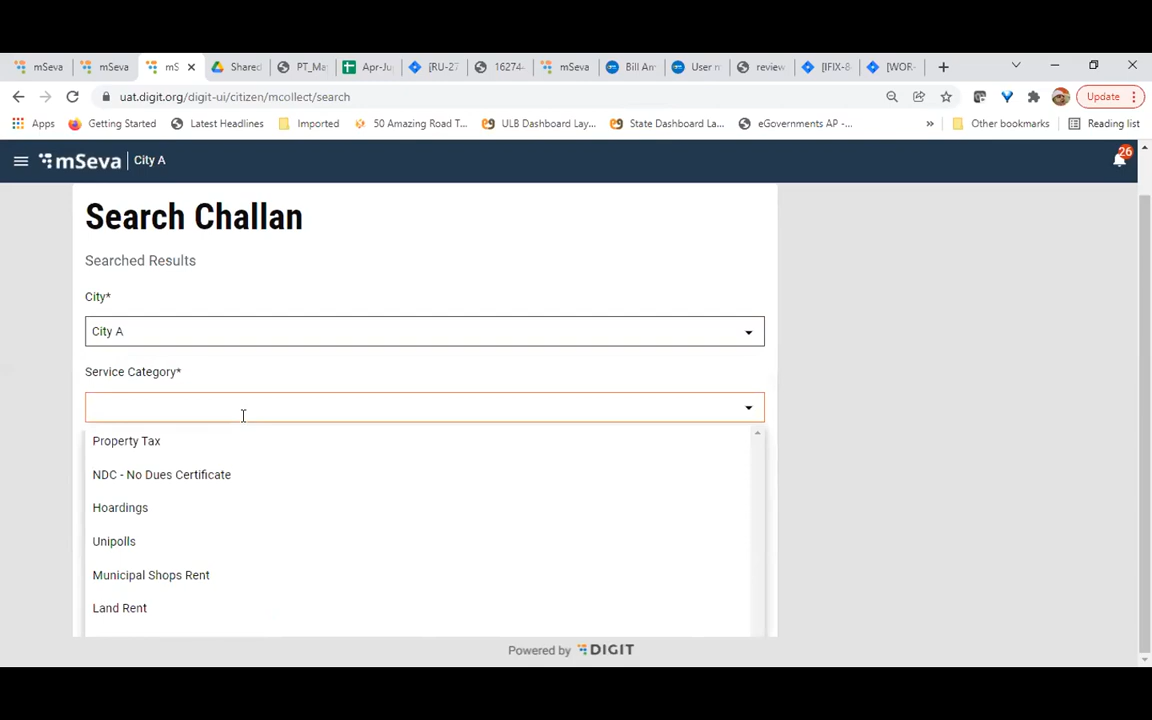 mSeva
mSeva
mS
Shared
PT_Ma
Apr-Ju
[RU-27
16274
mSeva
Bill Am
User m
review
[IFIX-8
[WOR-
uat.digit.org/digit-ui/citizen/mcollect/search
Update
Apps
Getting Started
Latest Headlines
Imported
50 Amazing Road T...
ULB Dashboard Lay...
State Dashboard La...
eGovernments AP -...
Other bookmarks
Reading list
mSeva
City A
26
Search Challan
Searched Results
City*
City A
Service Category*
Property Tax
NDC - No Dues Certificate
Hoardings
Unipolls
Municipal Shops Rent
Land Rent
Powered by DIGIT